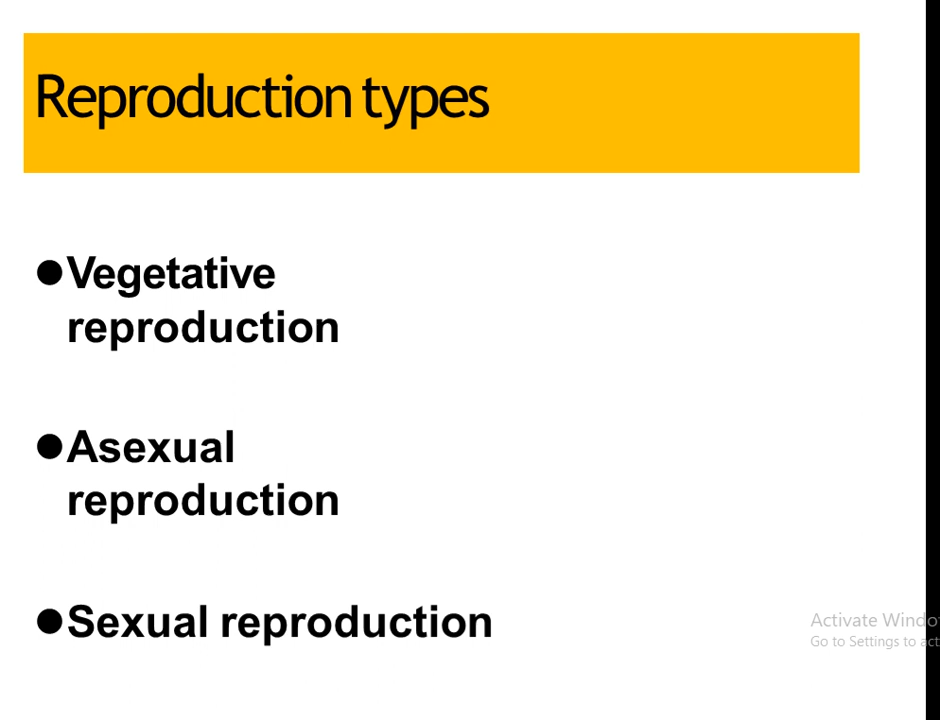 Reproduction types
●Vegetative
reproduction
●Asexual
reproduction
●Sexual reproduction
Activate Windo
Go to Settings to act